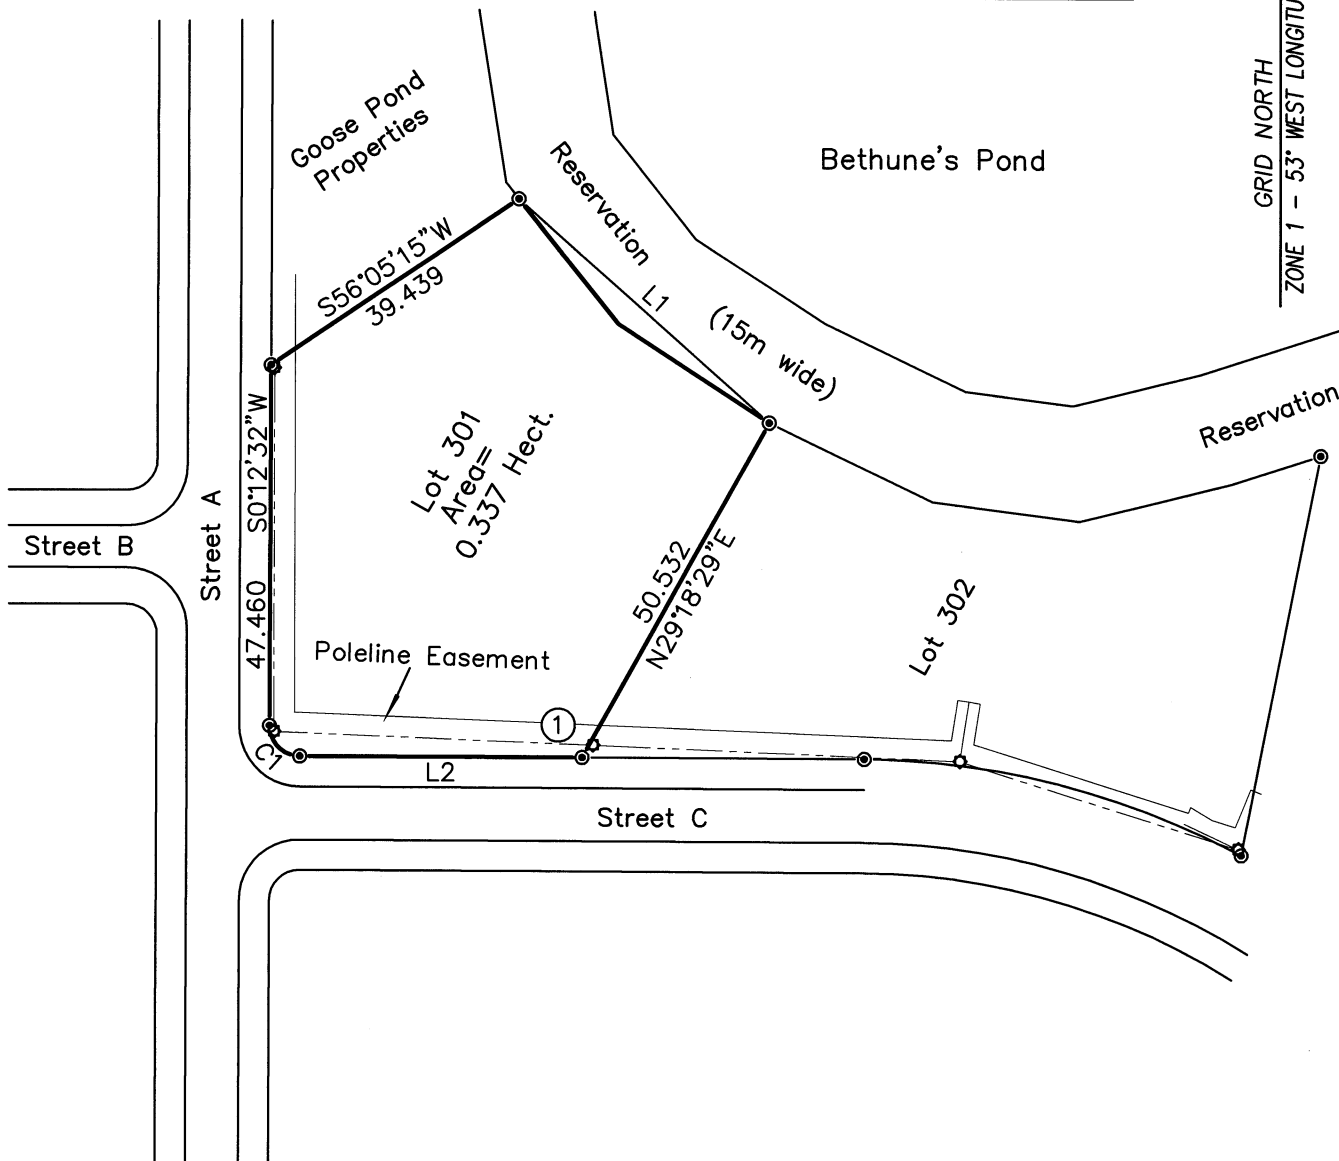 Goose Pond
Properties
Reservation
Bethune's Pond
GRID NORTH
ZONE 1 – 53° WEST LONGITU
S56°05'15"W
39.439
L1
(15m wide)
Reservation
Lot 301
Area=
0.337 Hect.
S0°12'32"W
47.460
Street A
Street B
50.532
N29°18'29"E
Lot 302
Poleline Easement
1
C1
L2
Street C